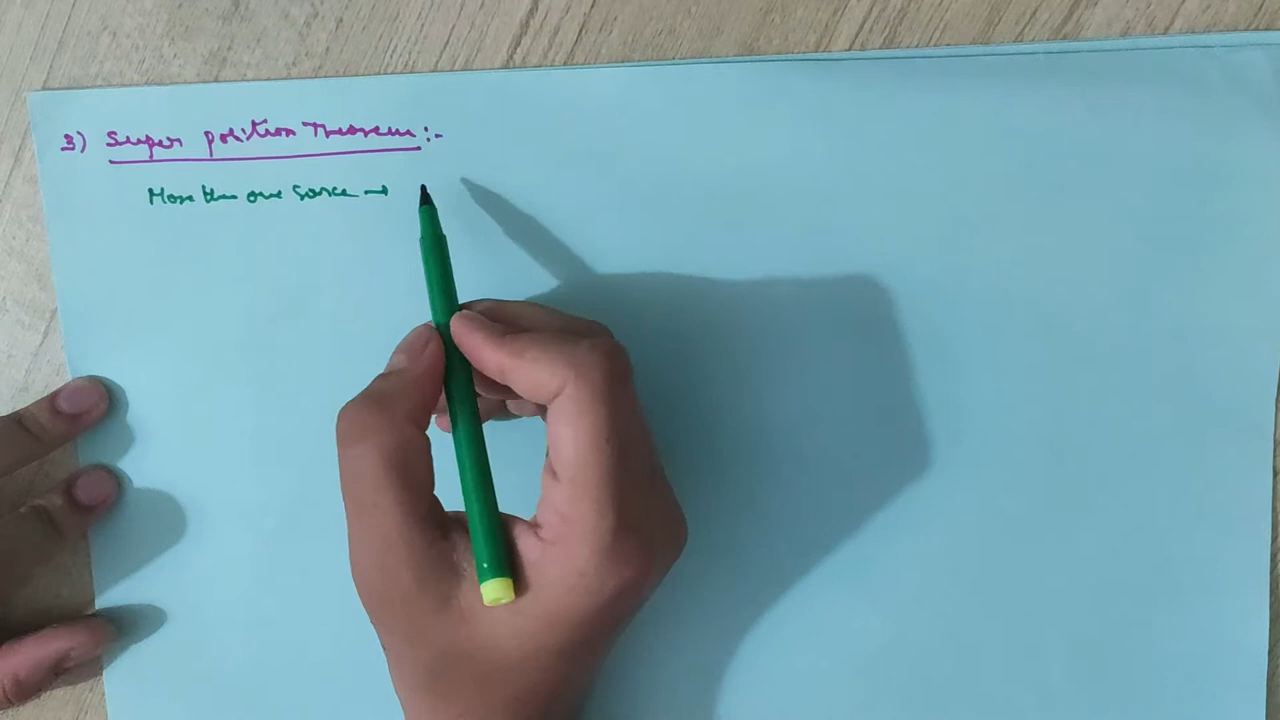 3) Super position Theorem :-
More than one Source →